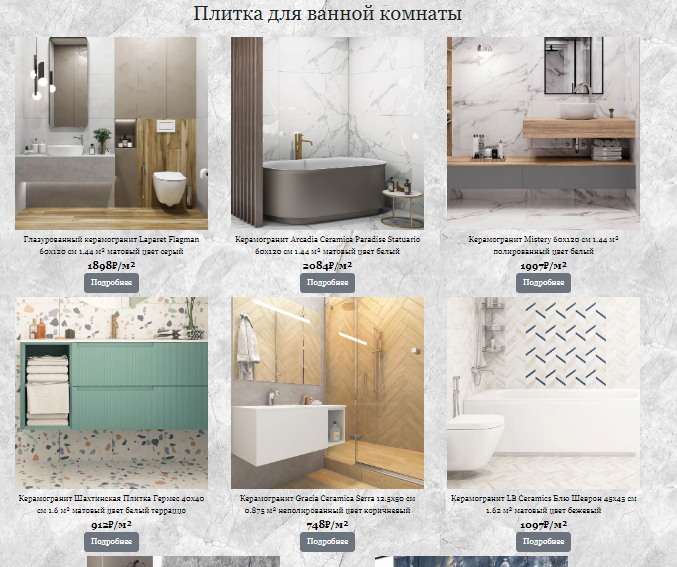 Плитка для ванной комнаты
Глазурованный керамогранит Laparet Flagman
60x120 см 1.44 м² матовый цвет серый
1898₽/м²
Подробнее
Керамогранит Arcadia Ceramica Paradise Statuario
60x120 см 1.44 м² матовый цвет белый
2084₽/м²
Подробнее
Керамогранит Mistery 60x120 см 1.44 м²
полированный цвет белый
1997₽/м²
Подробнее
Керамогранит Шахтинская Плитка Гермес 40x40
см 1.6 м² матовый цвет белый терраццо
912₽/м²
Подробнее
Керамогранит Gracia Ceramica Serra 12.5x50 см
0.875 м² неполированный цвет коричневый
748₽/м²
Подробнее
Керамогранит LB Ceramics Блю Шеврон 45x45 см
1.62 м² матовый цвет бежевый
1097₽/м²
Подробнее